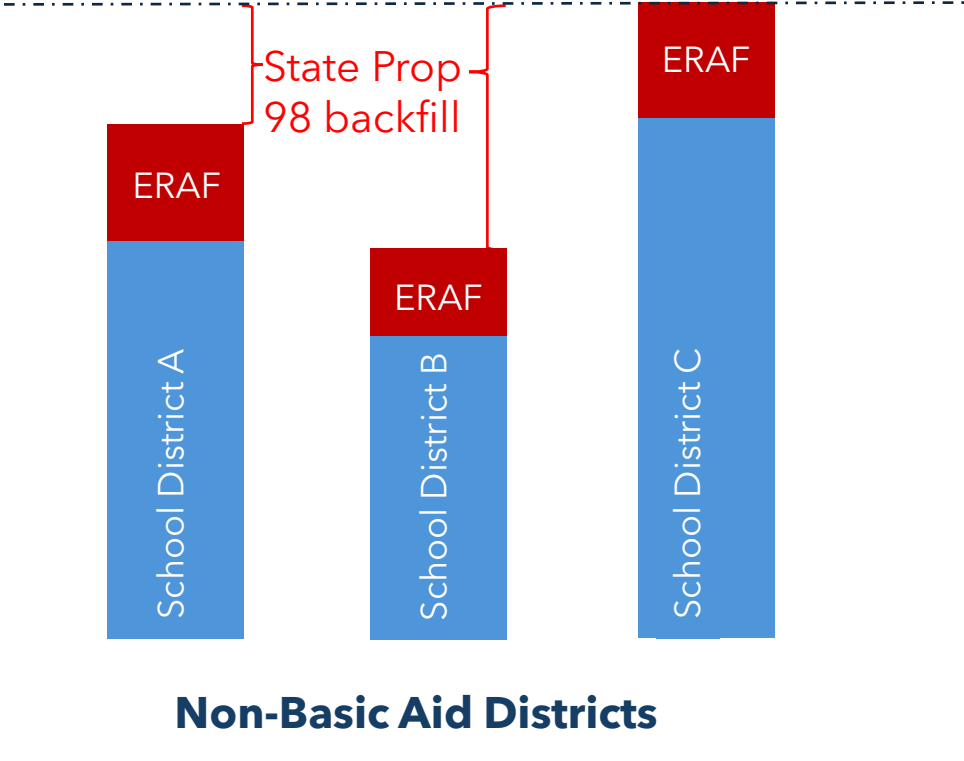 State Prop
98 backfill
ERAF
ERAF
ERAF
School District A
School District B
School District C
Non-Basic Aid Districts